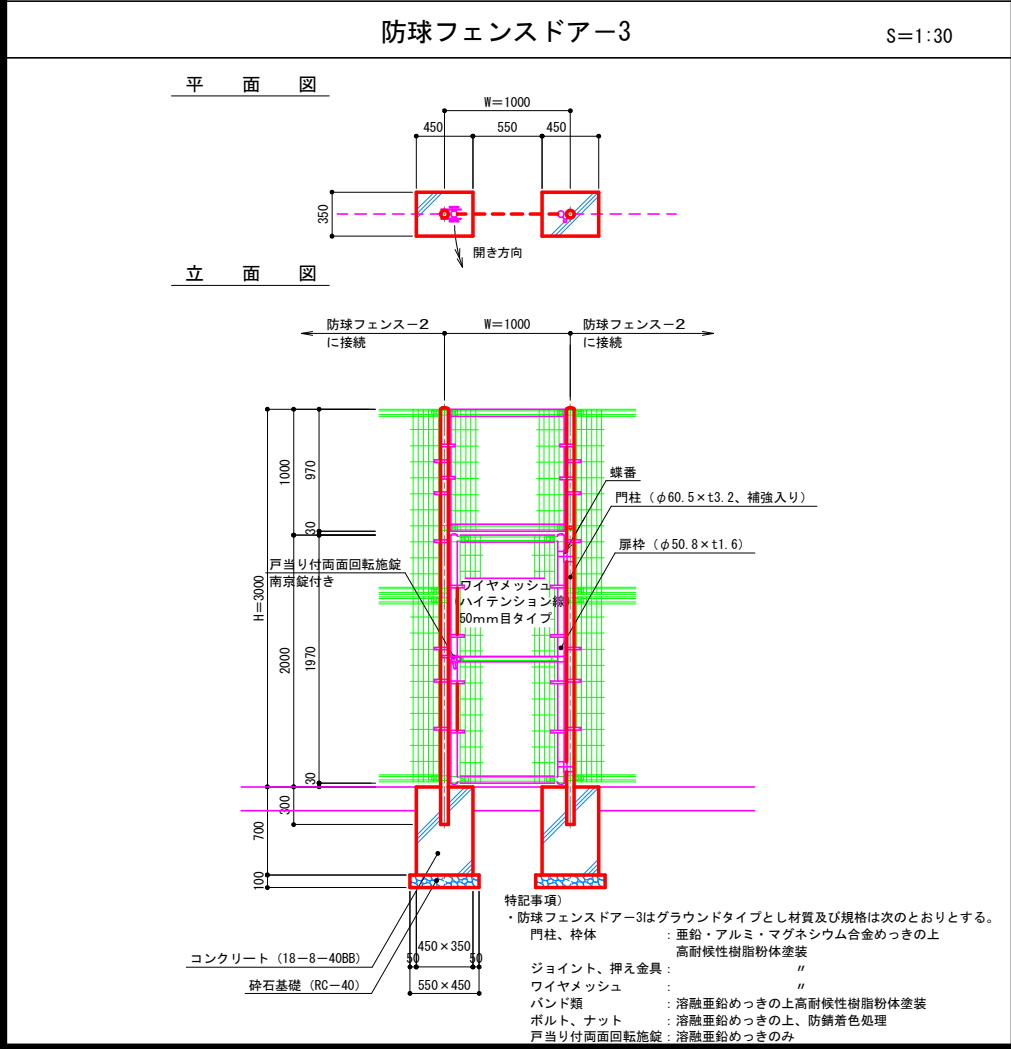 防球フェンスドアー3
S=1:30
平 面 図
W=1000
450 550 450
350
開き方向
立 面 図
防球フェンス−2
に接続
W=1000
防球フェンス−2
に接続
1000
970
30
H=3000
2000
1970
30
300
700
100
蝶番
門柱（φ60.5×t3.2、補強入り）
扉枠（φ50.8×t1.6）
戸当り付両面回転施錠
南京錠付き
ワイヤメッシュ
ハイテンション線
50mm目タイプ
450×350
50 50
550×450
コンクリート（18−8−40BB）
砕石基礎（RC−40）
特記事項）
・防球フェンスドアー3はグラウンドタイプとし材質及び規格は次のとおりとする。
門柱、枠体 ：亜鉛・アルミ・マグネシウム合金めっきの上
高耐候性樹脂粉体塗装
ジョイント、押え金具： 〃
ワイヤメッシュ ： 〃
バンド類 ：溶融亜鉛めっきの上高耐候性樹脂粉体塗装
ボルト、ナット ：溶融亜鉛めっきの上、防錆着色処理
戸当り付両面回転施錠：溶融亜鉛めっきのみ